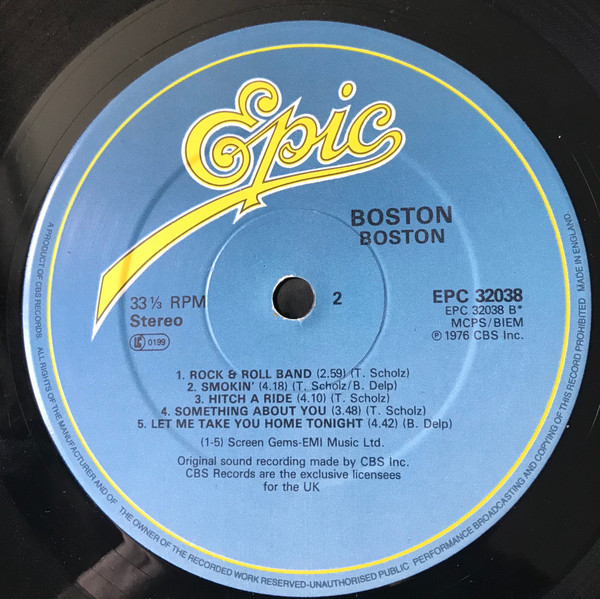 Epic
BOSTON
BOSTON
33 ⅓ RPM
Stereo
LC 0199
2
EPC 32038
EPC 32038 B*
MCPS/BIEM
℗ 1976 CBS Inc.
1. ROCK & ROLL BAND (2.59) (T. Scholz)
2. SMOKIN' (4.18) (T. Scholz/B. Delp)
3. HITCH A RIDE (4.10) (T. Scholz)
4. SOMETHING ABOUT YOU (3.48) (T. Scholz)
5. LET ME TAKE YOU HOME TONIGHT (4.42) (B. Delp)
(1-5) Screen Gems-EMI Music Ltd.
Original sound recording made by CBS Inc.
CBS Records are the exclusive licensees
for the UK
A PRODUCT OF CBS RECORDS. ALL RIGHTS OF THE MANUFACTURER AND OF THE OWNER OF THE RECORDED WORK RESERVED-UNAUTHORISED PUBLIC PERFORMANCE BROADCASTING AND COPYING OF THIS RECORD PROHIBITED MADE IN ENGLAND.